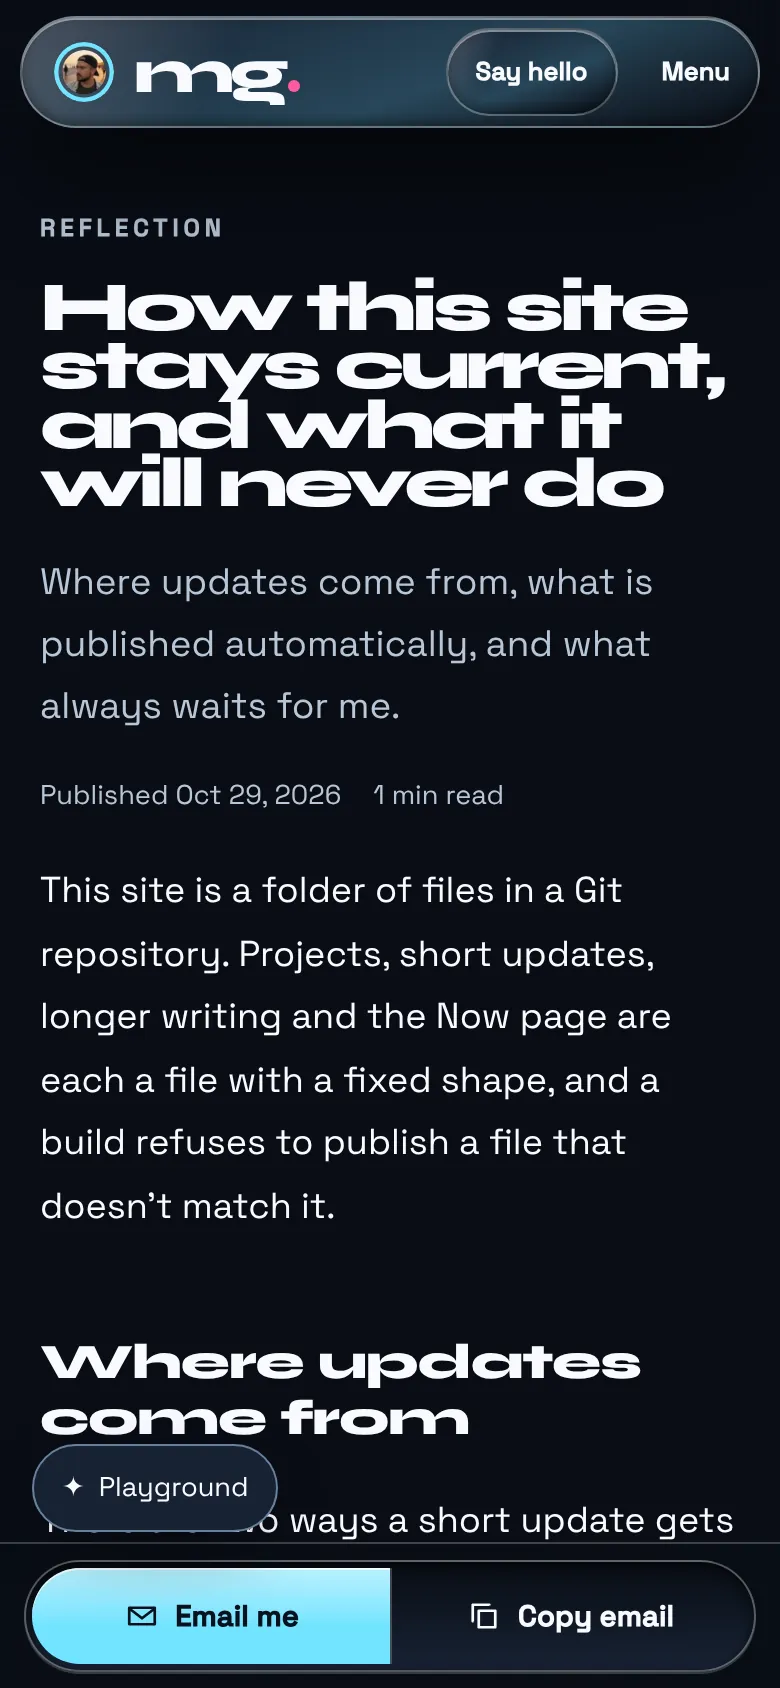 mg.
Say hello
Menu
REFLECTION
How this site
stays current,
and what it
will never do
Where updates come from, what is
published automatically, and what
always waits for me.
Published Oct 29, 2026 1 min read
This site is a folder of files in a Git
repository. Projects, short updates,
longer writing and the Now page are
each a file with a fixed shape, and a
build refuses to publish a file that
doesn’t match it.
Where updates
come from
✦ Playground
ways a short update gets
Email me
Copy email